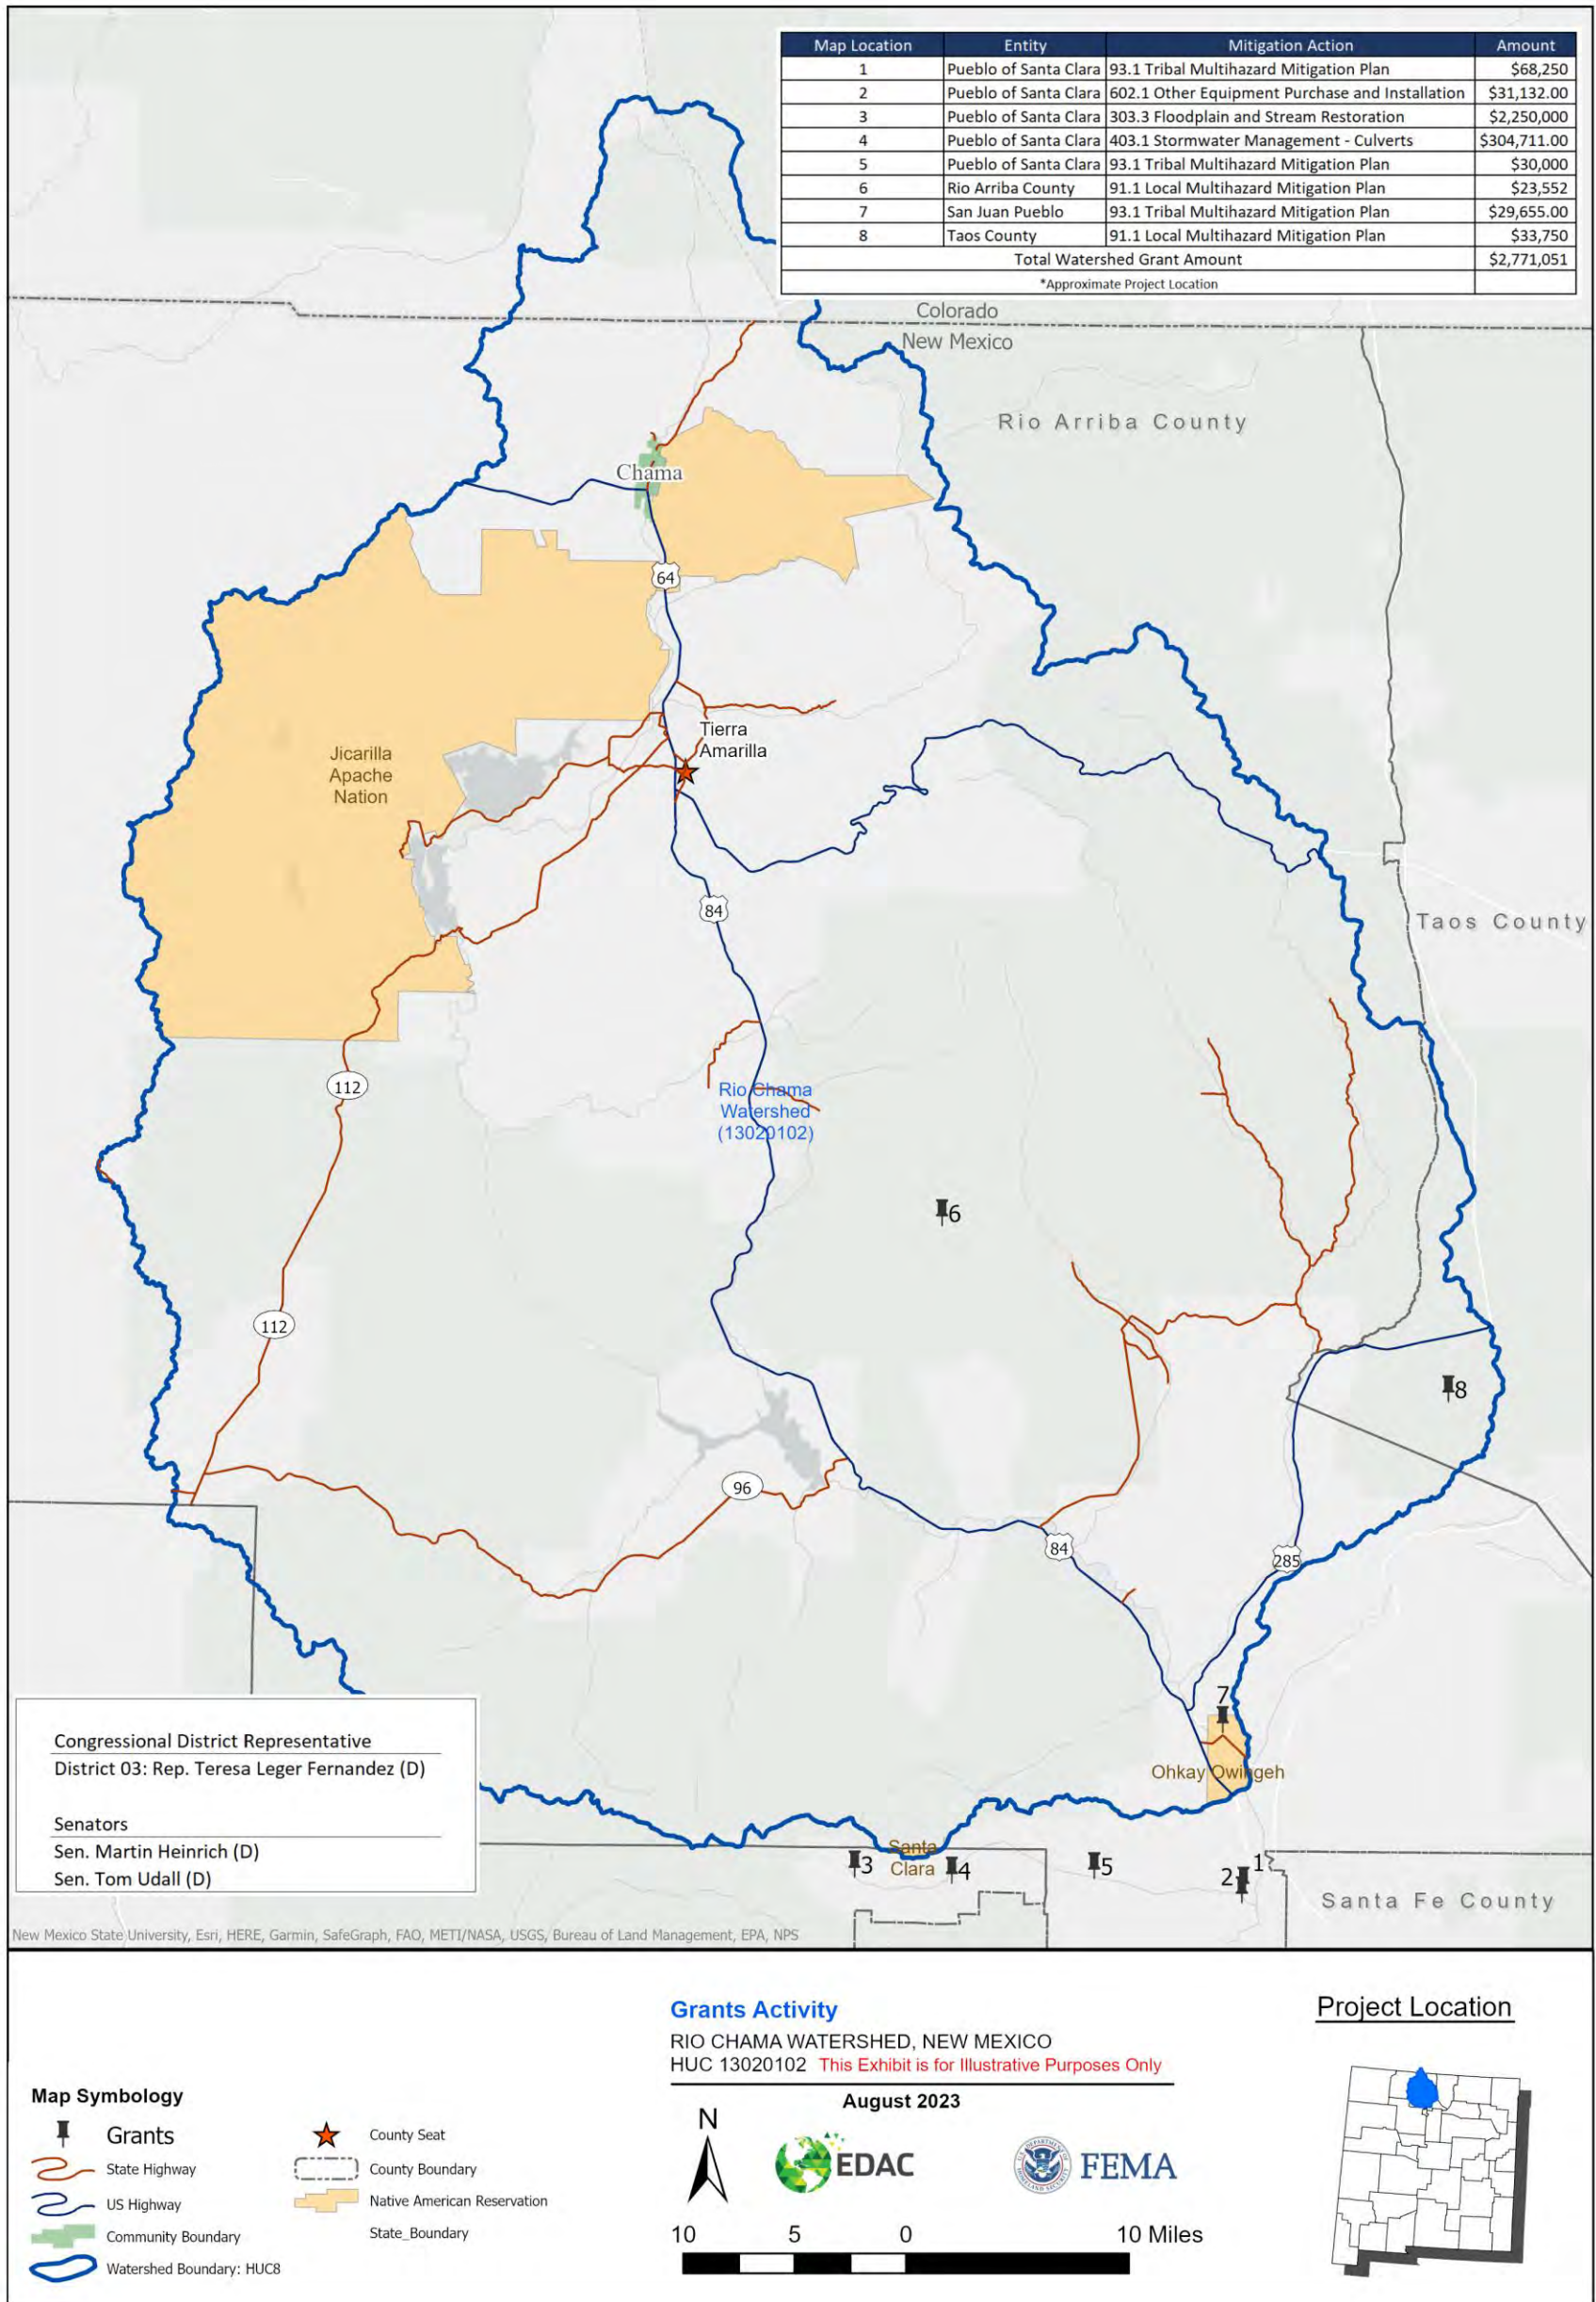 Map Location Entity Mitigation Action Amount
1 Pueblo of Santa Clara 93.1 Tribal Multihazard Mitigation Plan $68,250
2 Pueblo of Santa Clara 602.1 Other Equipment Purchase and Installation $31,132.00
3 Pueblo of Santa Clara 303.3 Floodplain and Stream Restoration $2,250,000
4 Pueblo of Santa Clara 403.1 Stormwater Management - Culverts $304,711.00
5 Pueblo of Santa Clara 93.1 Tribal Multihazard Mitigation Plan $30,000
6 Rio Arriba County 91.1 Local Multihazard Mitigation Plan $23,552
7 San Juan Pueblo 93.1 Tribal Multihazard Mitigation Plan $29,655.00
8 Taos County 91.1 Local Multihazard Mitigation Plan $33,750
Total Watershed Grant Amount $2,771,051
*Approximate Project Location
Colorado
New Mexico
Rio Arriba County
Chama
64
Tierra
Amarilla
Jicarilla
Apache
Nation
84
Taos County
112
Rio Chama
Watershed
(13020102)
6
112
8
96
84
285
7
Ohkay Owingeh
Congressional District Representative
District 03: Rep. Teresa Leger Fernandez (D)
Senators
Sen. Martin Heinrich (D)
Sen. Tom Udall (D)
Santa
Clara
3
4
5
1
2
Santa Fe County
New Mexico State University, Esri, HERE, Garmin, SafeGraph, FAO, METI/NASA, USGS, Bureau of Land Management, EPA, NPS
Grants Activity
RIO CHAMA WATERSHED, NEW MEXICO
HUC 13020102 This Exhibit is for Illustrative Purposes Only
August 2023
Project Location
Map Symbology
Grants
State Highway
US Highway
Community Boundary
Watershed Boundary: HUC8
County Seat
County Boundary
Native American Reservation
State_Boundary
N
EDAC
U.S. DEPARTMENT OF
HOMELAND SECURITY
FEMA
10 5 0 10 Miles